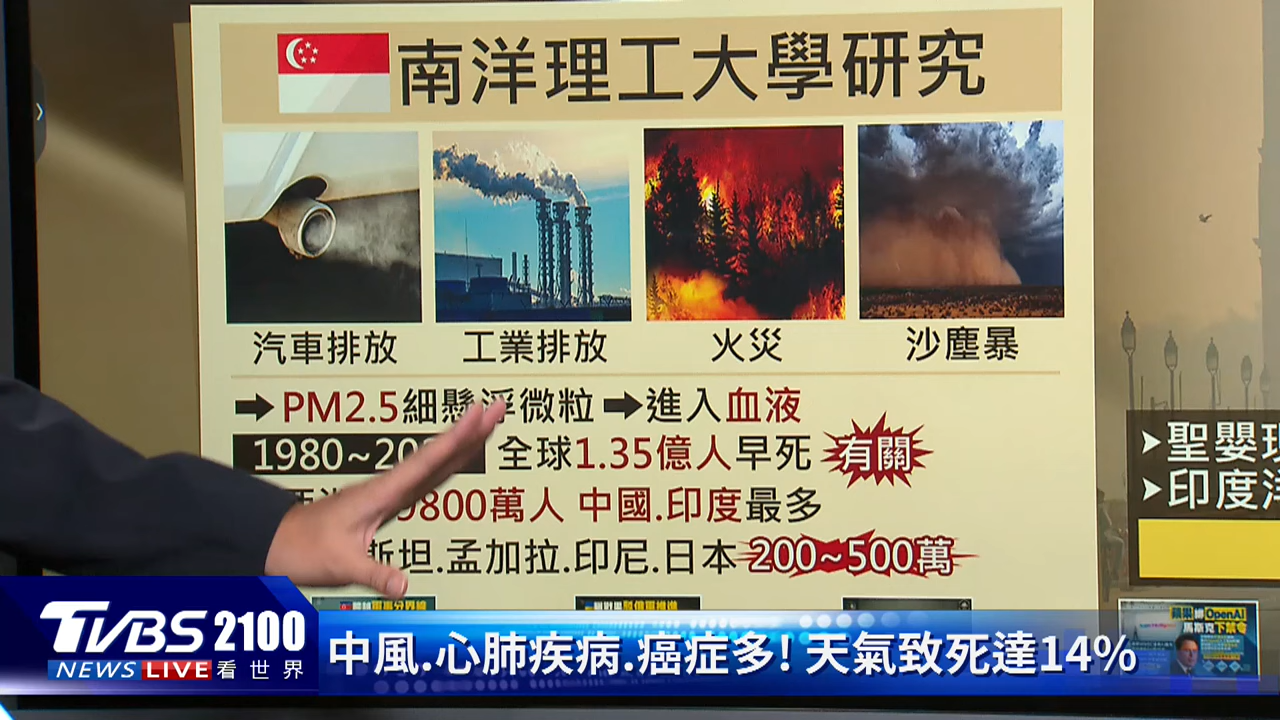 南洋理工大學研究
汽車排放
工業排放
火災
沙塵暴
PM2.5細懸浮微粒
進入血液
1980~20
全球1.35億人早死
有關
9800萬人 中國.印度最多
斯坦.孟加拉.印尼.日本
200~500萬
聖嬰
印度洋
TVBS 2100
NEWS LIVE 看世界
中風.心肺疾病.癌症多! 天氣致死達14%
OpenAI